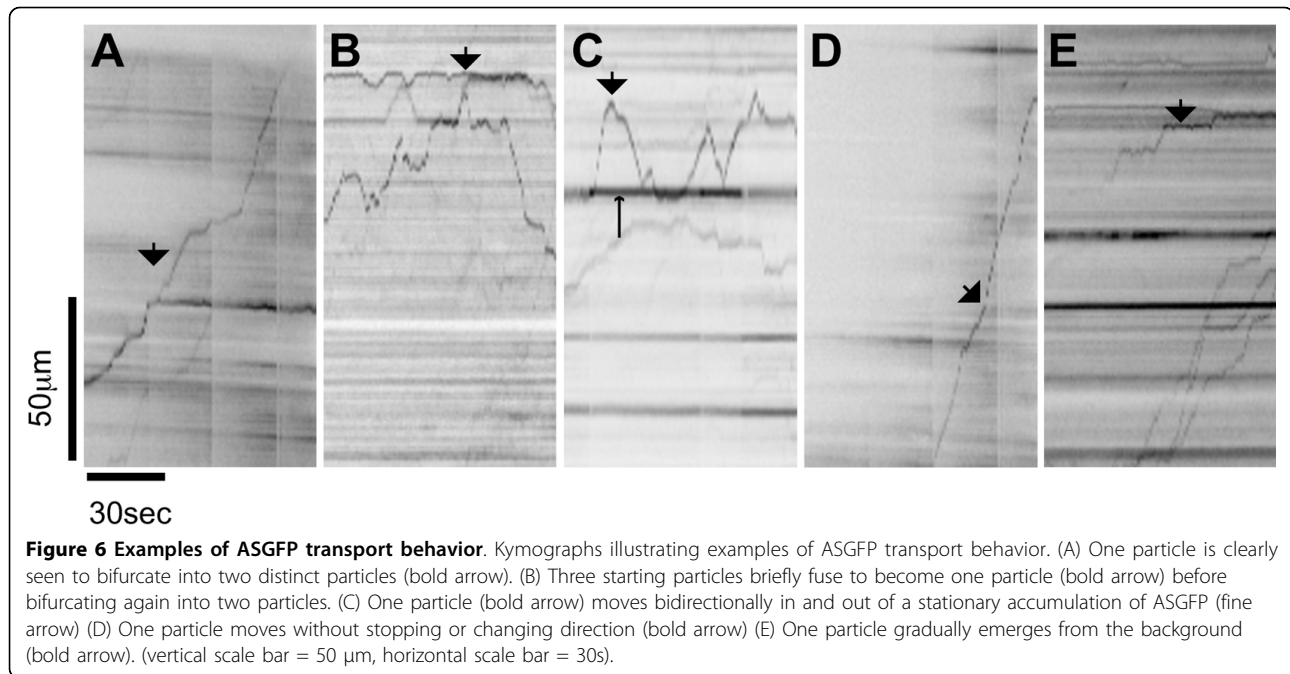 A B C D E
50μm
30sec
Figure 6 Examples of ASGFP transport behavior. Kymographs illustrating examples of ASGFP transport behavior. (A) One particle is clearly
seen to bifurcate into two distinct particles (bold arrow). (B) Three starting particles briefly fuse to become one particle (bold arrow) before
bifurcating again into two particles. (C) One particle (bold arrow) moves bidirectionally in and out of a stationary accumulation of ASGFP (fine
arrow) (D) One particle moves without stopping or changing direction (bold arrow) (E) One particle gradually emerges from the background
(bold arrow). (vertical scale bar = 50 μm, horizontal scale bar = 30s).